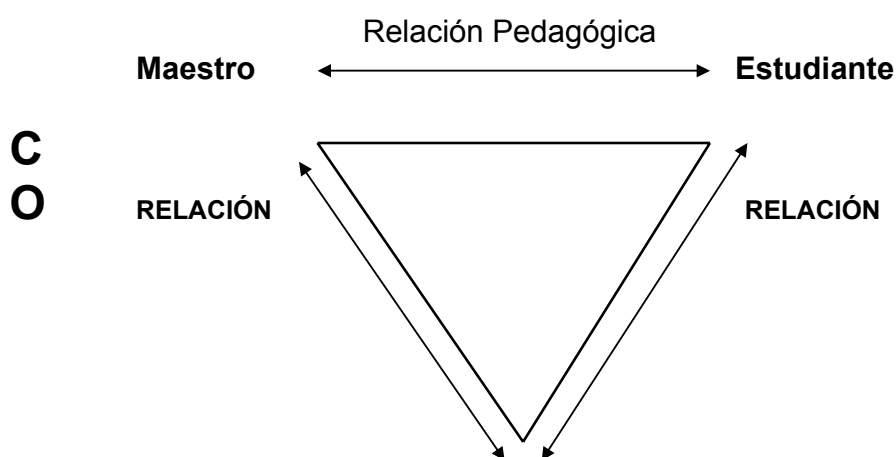 Relación Pedagógica
Maestro Estudiante
C
O RELACIÓN RELACIÓN